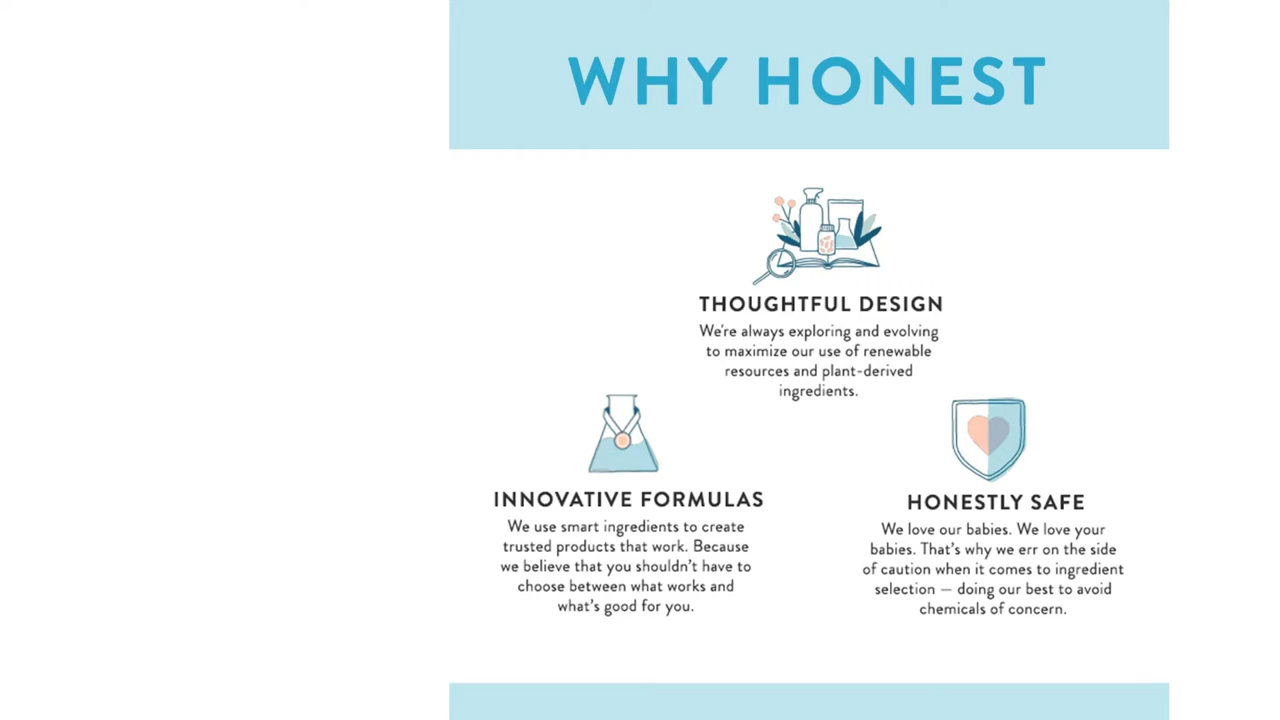 WHY HONEST
THOUGHTFUL DESIGN
We're always exploring and evolving
to maximize our use of renewable
resources and plant-derived
ingredients.
INNOVATIVE FORMULAS
We use smart ingredients to create
trusted products that work. Because
we believe that you shouldn't have to
choose between what works and
what's good for you.
HONESTLY SAFE
We love our babies. We love your
babies. That's why we err on the side
of caution when it comes to ingredient
selection — doing our best to avoid
chemicals of concern.